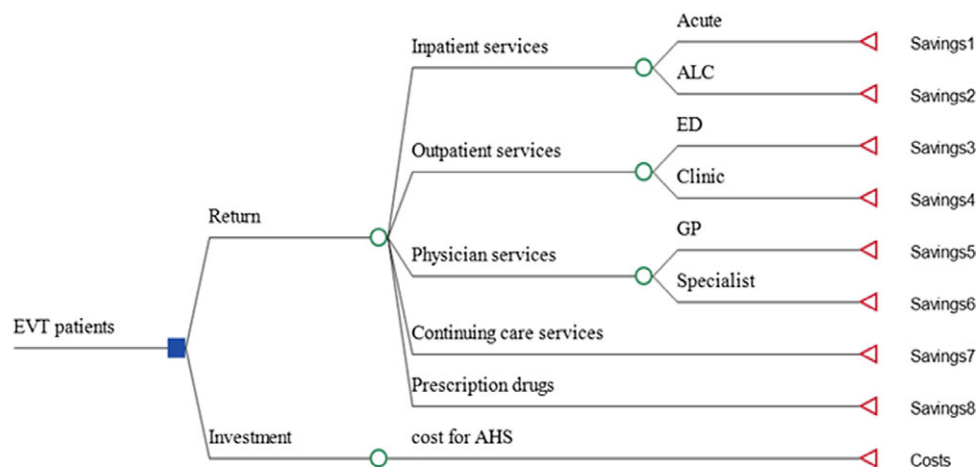 Acute
Inpatient services
Savings1
ALC
Savings2
ED
Outpatient services
Savings3
Clinic
Savings4
Return
GP
Physician services
Savings5
Specialist
Savings6
EVT patients
Continuing care services
Savings7
Prescription drugs
Savings8
Investment
cost for AHS
Costs